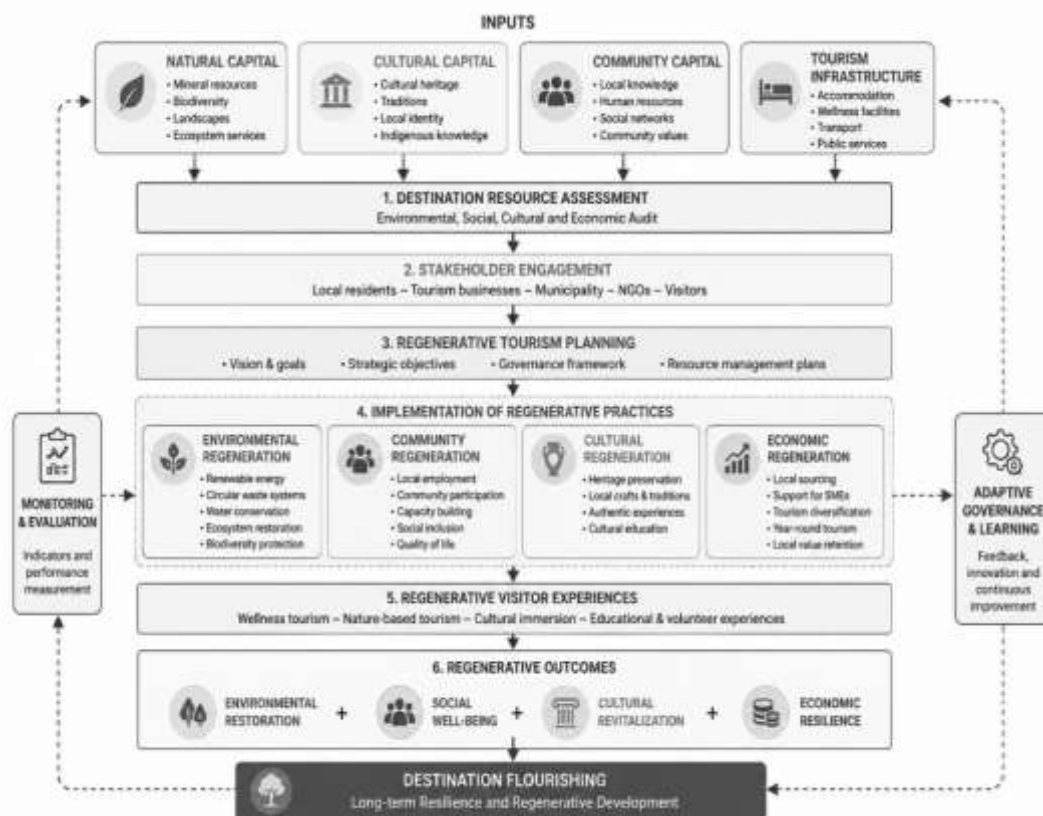 INPUTS
NATURAL CAPITAL
• Mineral resources
• Biodiversity
• Landscapes
• Ecosystem services
CULTURAL CAPITAL
• Cultural heritage
• Traditions
• Local identity
• Indigenous knowledge
COMMUNITY CAPITAL
• Local knowledge
• Human resources
• Social networks
• Community values
TOURISM
INFRASTRUCTURE
• Accommodation
• Wellness facilities
• Transport
• Public services
1. DESTINATION RESOURCE ASSESSMENT
Environmental, Social, Cultural and Economic Audit
2. STAKEHOLDER ENGAGEMENT
Local residents – Tourism businesses – Municipality – NGOs – Visitors
3. REGENERATIVE TOURISM PLANNING
• Vision & goals • Strategic objectives • Governance framework • Resource management plans
4. IMPLEMENTATION OF REGENERATIVE PRACTICES
ENVIRONMENTAL
REGENERATION
• Renewable energy
• Circular waste systems
• Water conservation
• Ecosystem restoration
• Biodiversity protection
COMMUNITY
REGENERATION
• Local employment
• Community participation
• Capacity building
• Social inclusion
• Quality of life
CULTURAL
REGENERATION
• Heritage preservation
• Local crafts & traditions
• Authentic experiences
• Cultural education
ECONOMIC
REGENERATION
• Local sourcing
• Support for SMEs
• Tourism diversification
• Year-round tourism
• Local value retention
MONITORING
& EVALUATION
Indicators and
performance
measurement
ADAPTIVE
GOVERNANCE
& LEARNING
Feedback,
innovation and
continuous
improvement
5. REGENERATIVE VISITOR EXPERIENCES
Wellness tourism – Nature-based tourism – Cultural immersion – Educational & volunteer experiences
6. REGENERATIVE OUTCOMES
ENVIRONMENTAL
RESTORATION
+
SOCIAL
WELL-BEING
+
CULTURAL
REVITALIZATION
+
ECONOMIC
RESILIENCE
DESTINATION FLOURISHING
Long-term Resilience and Regenerative Development